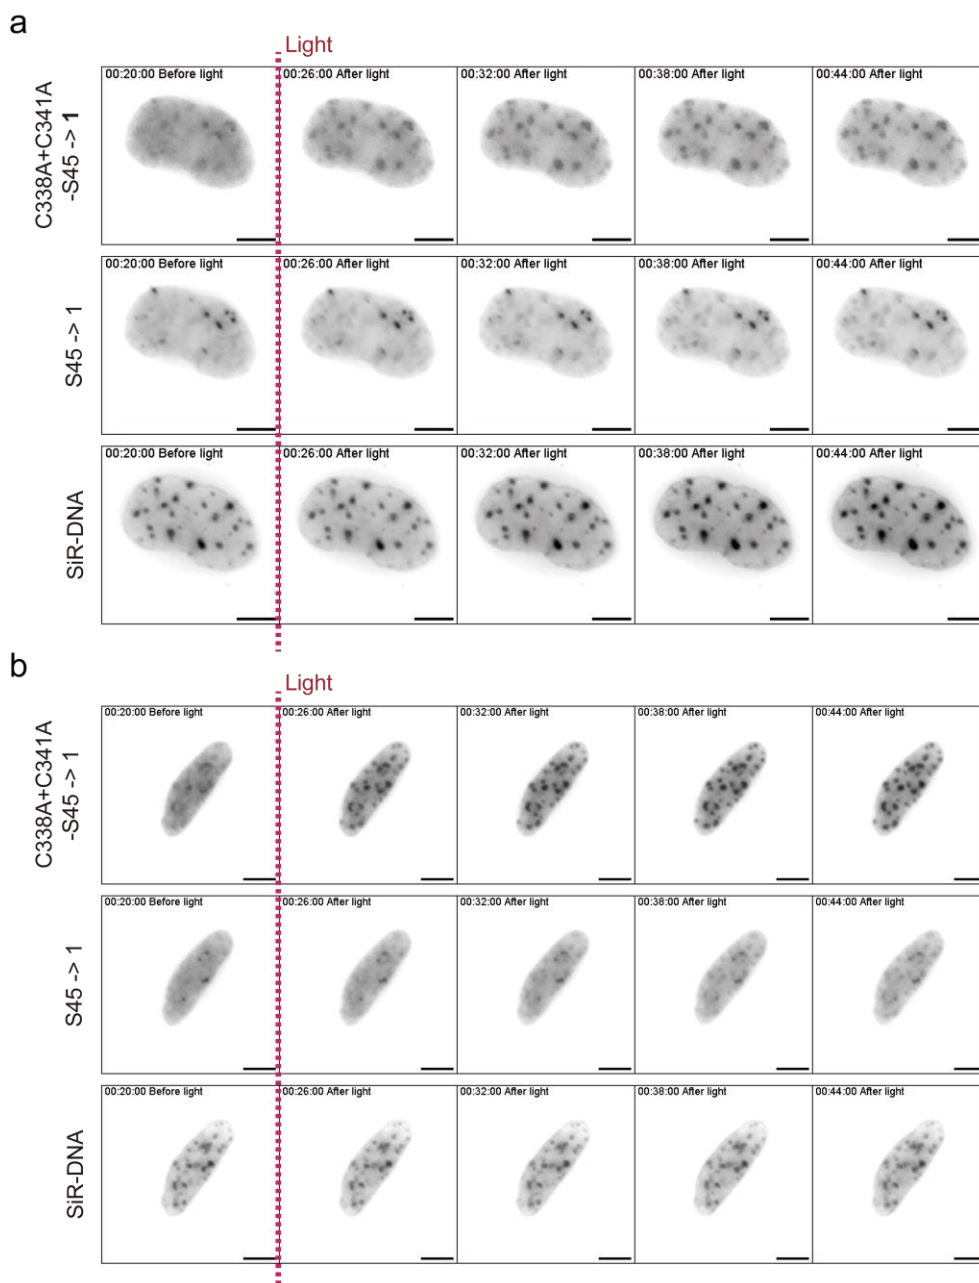 a
Light
C338A+C341A
-S45 -> 1
00:20:00 Before light
00:26:00 After light
00:32:00 After light
00:38:00 After light
00:44:00 After light
S45 -> 1
00:20:00 Before light
00:26:00 After light
00:32:00 After light
00:38:00 After light
00:44:00 After light
SiR-DNA
00:20:00 Before light
00:26:00 After light
00:32:00 After light
00:38:00 After light
00:44:00 After light
b
Light
C338A+C341A
-S45 -> 1
00:20:00 Before light
00:26:00 After light
00:32:00 After light
00:38:00 After light
00:44:00 After light
S45 -> 1
00:20:00 Before light
00:26:00 After light
00:32:00 After light
00:38:00 After light
00:44:00 After light
SiR-DNA
00:20:00 Before light
00:26:00 After light
00:32:00 After light
00:38:00 After light
00:44:00 After light